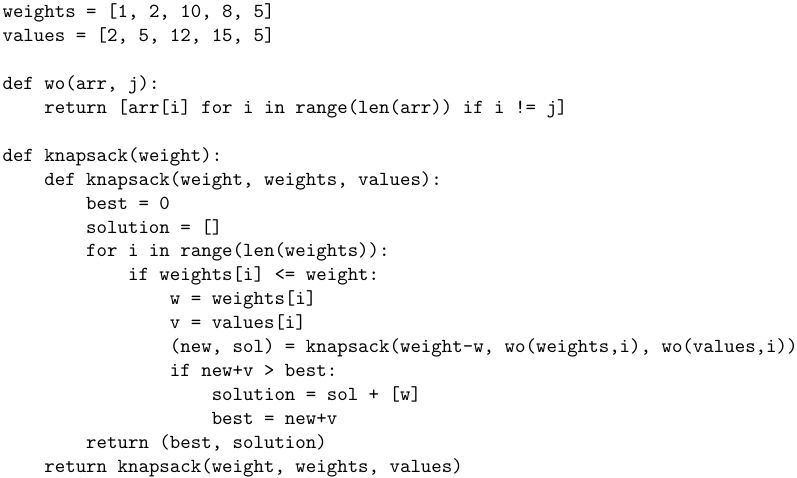 weights = [1, 2, 10, 8, 5]
values = [2, 5, 12, 15, 5]

def wo(arr, j):
    return [arr[i] for i in range(len(arr)) if i != j]

def knapsack(weight):
    def knapsack(weight, weights, values):
        best = 0
        solution = []
        for i in range(len(weights)):
            if weights[i] <= weight:
                w = weights[i]
                v = values[i]
                (new, sol) = knapsack(weight-w, wo(weights,i), wo(values,i))
                if new+v > best:
                    solution = sol + [w]
                    best = new+v
        return (best, solution)
    return knapsack(weight, weights, values)